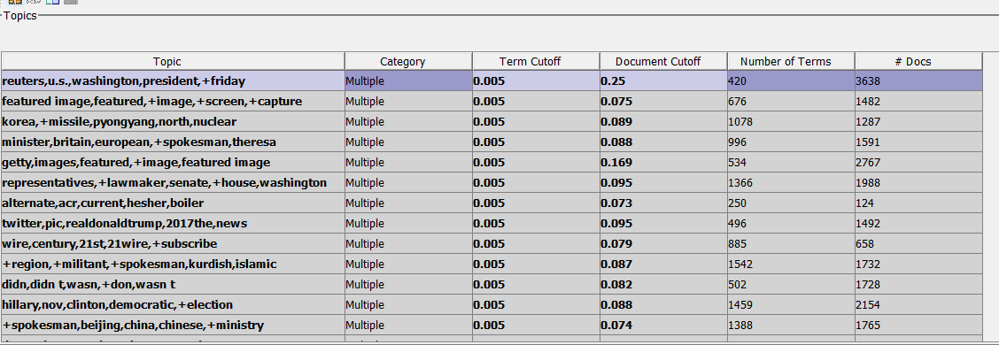 Topics
Topic Category Term Cutoff Document Cutoff Number of Terms # Docs
reuters,u.s.,washington,president,+friday Multiple 0.005 0.25 420 3638
featured image,featured,+image,+screen,+capture Multiple 0.005 0.075 676 1482
korea,+missile,pyongyang,north,nuclear Multiple 0.005 0.089 1078 1287
minister,britain,european,+spokesman,theresa Multiple 0.005 0.088 996 1591
getty,images,featured,+image,featured image Multiple 0.005 0.169 534 2767
representatives,+lawmaker,senate,+house,washington Multiple 0.005 0.095 1366 1988
alternate,acr,current,hesher,boiler Multiple 0.005 0.073 250 124
twitter,pic,realdonaldtrump,2017the,news Multiple 0.005 0.095 496 1492
wire,century,21st,21wire,+subscribe Multiple 0.005 0.079 885 658
+region,+militant,+spokesman,kurdish,islamic Multiple 0.005 0.087 1542 1732
didn,didn t,wasn,+don,wasn t Multiple 0.005 0.082 502 1728
hillary,nov,clinton,democratic,+election Multiple 0.005 0.088 1459 2154
+spokesman,beijing,china,chinese,+ministry Multiple 0.005 0.074 1388 1765